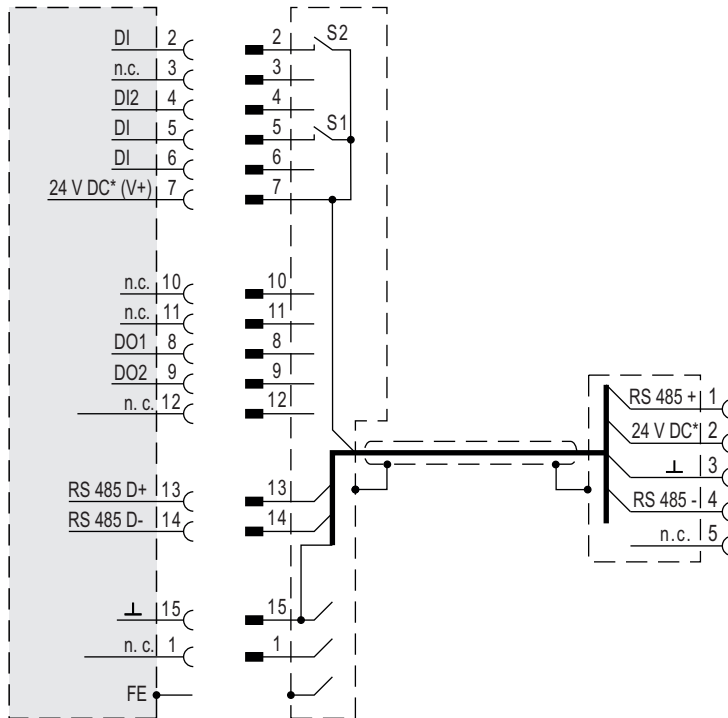 DI 2 2 S2
n.c. 3 3
DI2 4 4
DI 5 5 S1
DI 6 6
24 V DC* (V+) 7 7
n.c. 10 10
n.c. 11 11
DO1 8 8
DO2 9 9
n. c. 12 12
RS 485 + 1
24 V DC* 2
⊥ 3
RS 485 - 4
n.c. 5
RS 485 D+ 13 13
RS 485 D- 14 14
⊥ 15 15
n. c. 1 1
FE